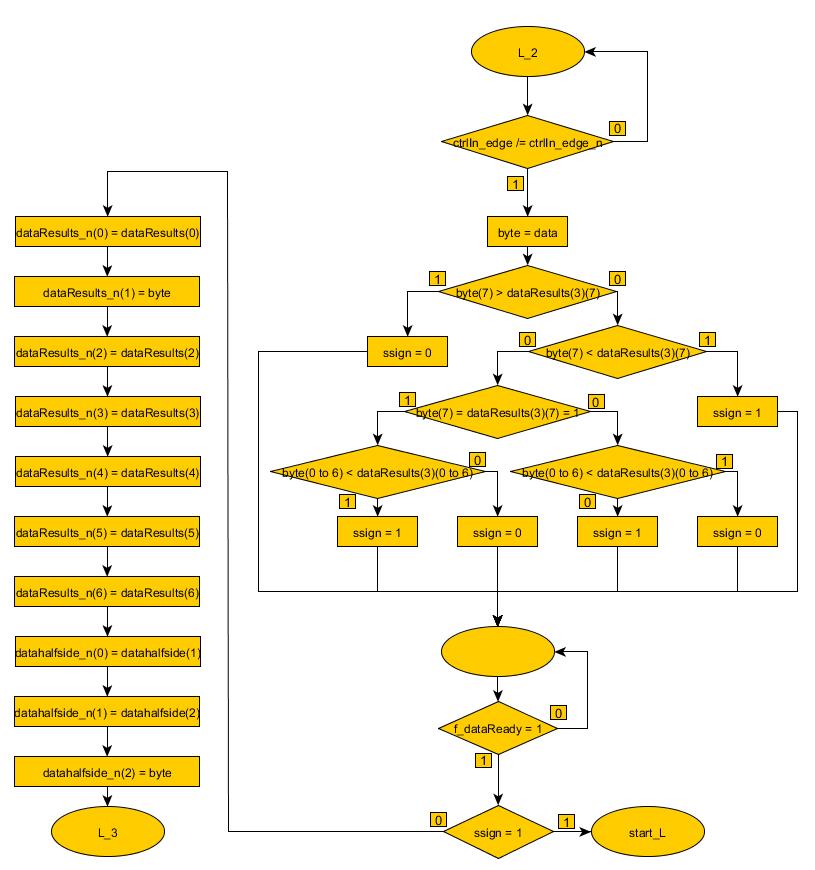 L_2
0
ctrlIn_edge /= ctrlIn_edge_n
1
byte = data
1
0
byte(7) > dataResults(3)(7)
ssign = 0
0
1
byte(7) < dataResults(3)(7)
ssign = 1
1
0
byte(7) = dataResults(3)(7) = 1
0
1
byte(0 to 6) < dataResults(3)(0 to 6)
byte(0 to 6) < dataResults(3)(0 to 6)
1
0
ssign = 1
ssign = 0
ssign = 1
ssign = 0
0
f_dataReady = 1
1
0
1
ssign = 1
start_L
dataResults_n(0) = dataResults(0)
dataResults_n(1) = byte
dataResults_n(2) = dataResults(2)
dataResults_n(3) = dataResults(3)
dataResults_n(4) = dataResults(4)
dataResults_n(5) = dataResults(5)
dataResults_n(6) = dataResults(6)
datahalfside_n(0) = datahalfside(1)
datahalfside_n(1) = datahalfside(2)
datahalfside_n(2) = byte
L_3